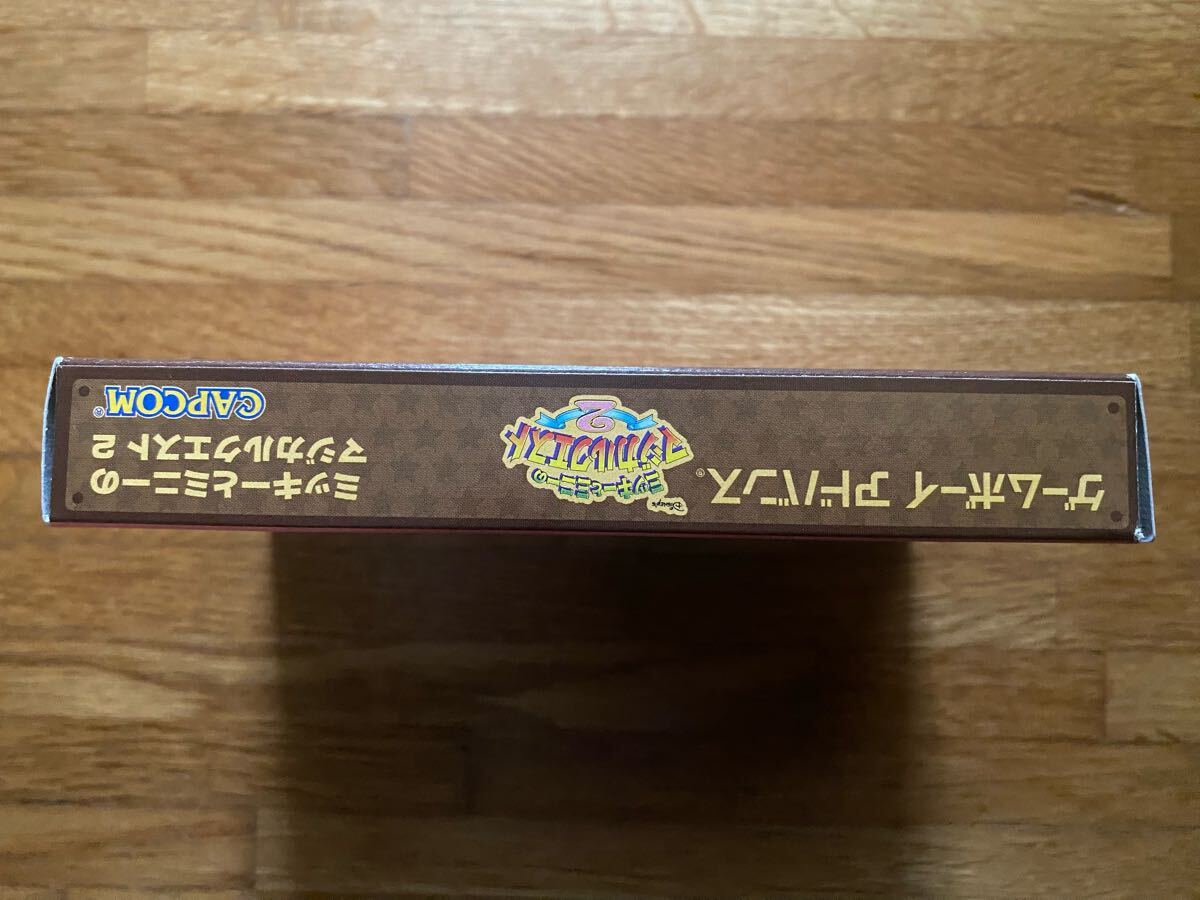 ゲームボーイ アドバンス®
Disney's
ミッキーとミニーの
マジカルクエスト
2
ミッキーとミニーの
マジカルクエスト 2
CAPCOM®